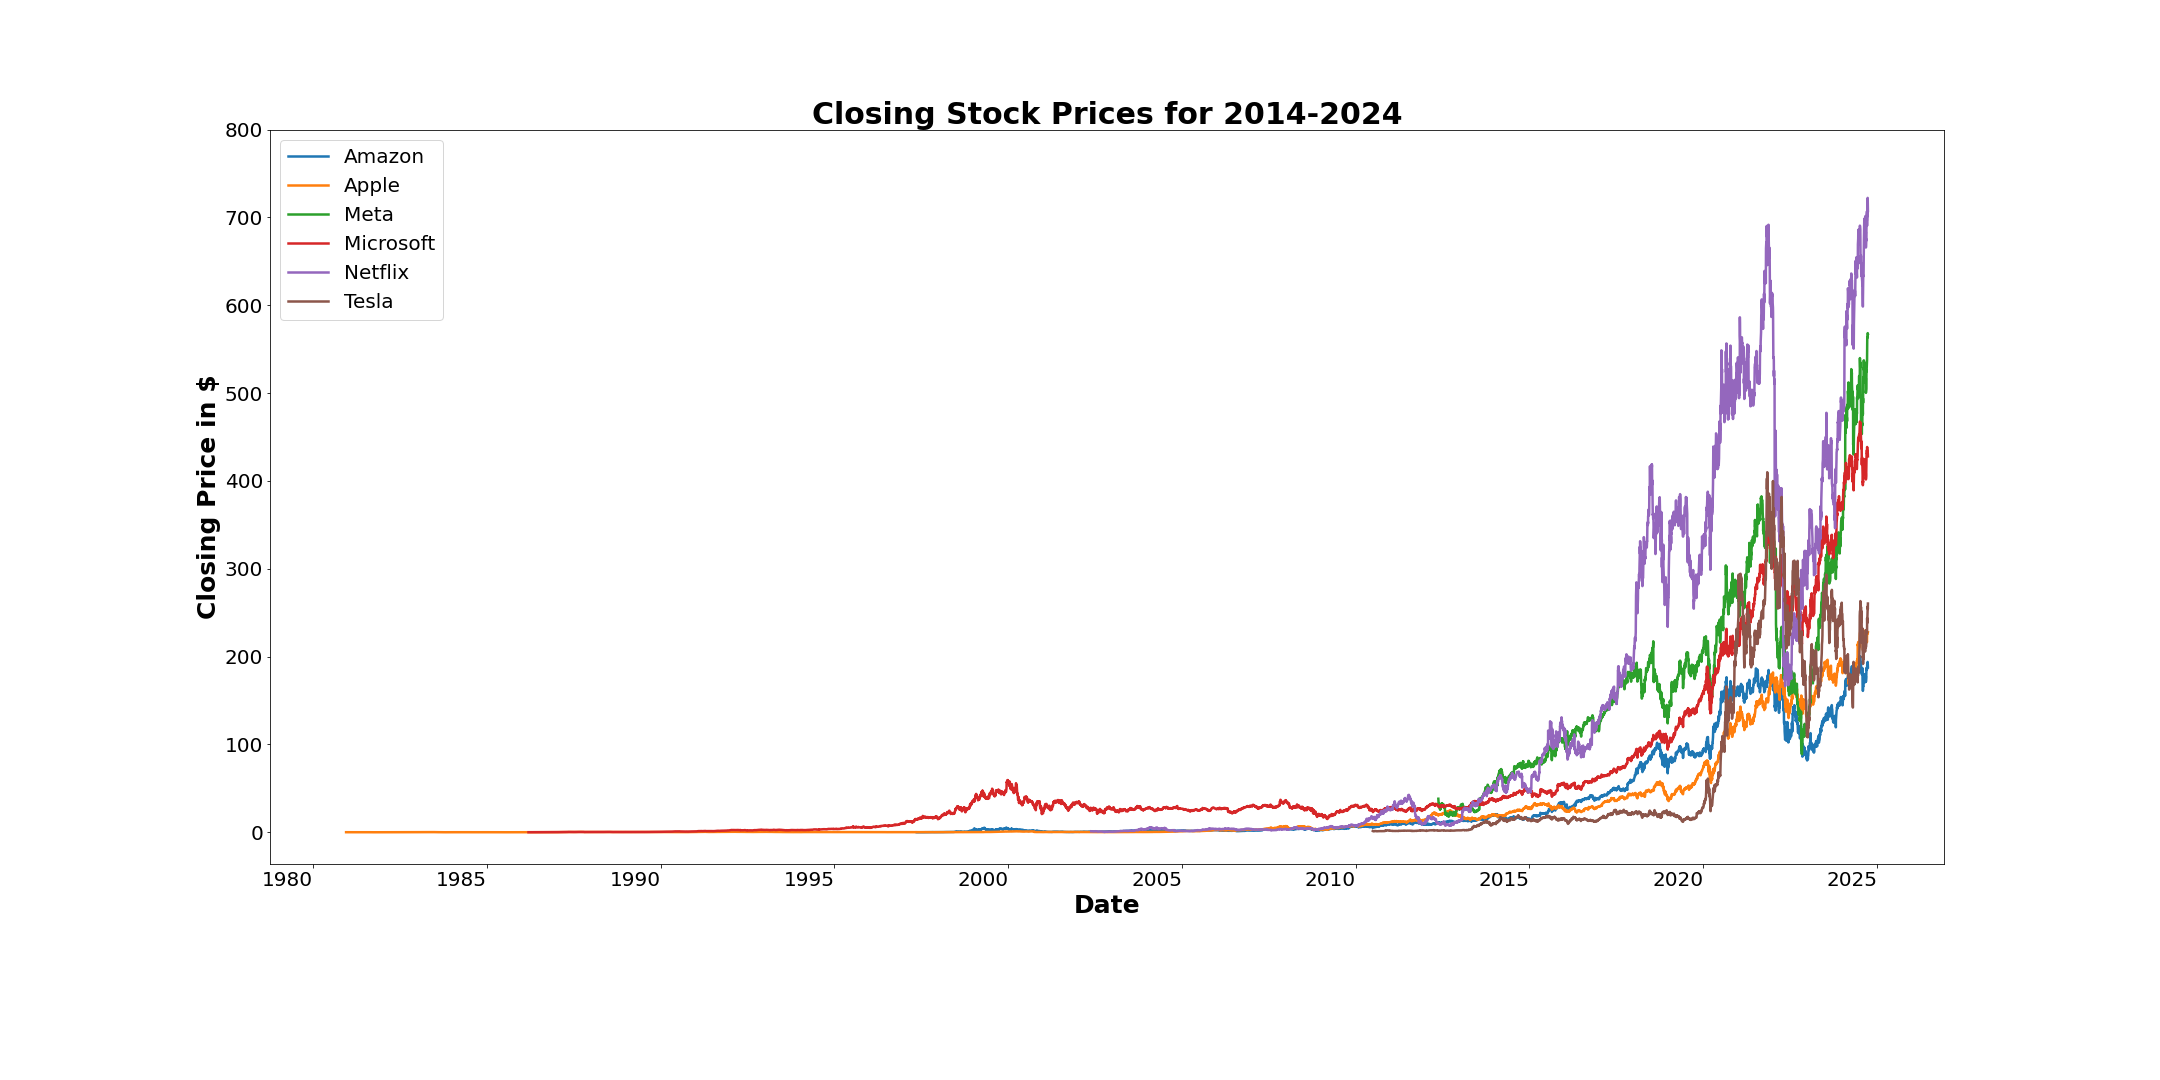 Closing Stock Prices for 2014-2024
800
700
600
500
400
300
200
100
0
Closing Price in $
Amazon
Apple
Meta
Microsoft
Netflix
Tesla
1980 1985 1990 1995 2000 2005 2010 2015 2020 2025
Date